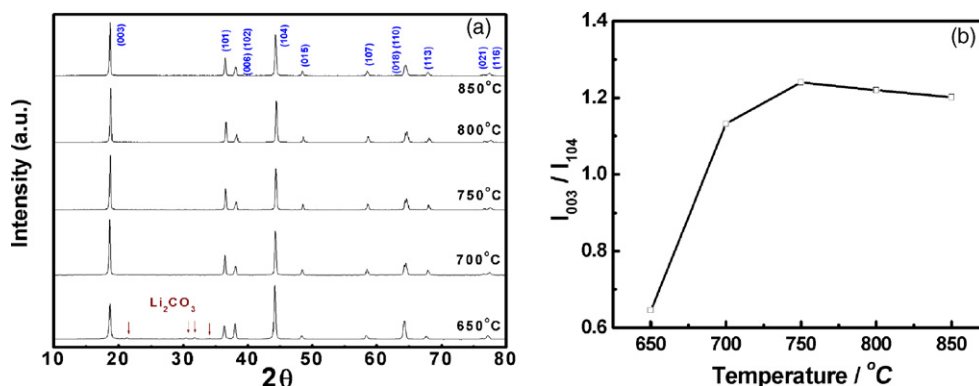 (a)
(003)
(101)
(006) (102)
(104)
(015)
(107)
(018) (110)
(113)
(021)
(116)
850°C
800°C
750°C
700°C
650°C
Li₂CO₃
Intensity (a.u.)
10 20 30 40 50 60 70 80
2θ
(b)
1.4
1.2
1.0
0.8
0.6
I₀₀₃ / I₁₀₄
650 700 750 800 850
Temperature / °C